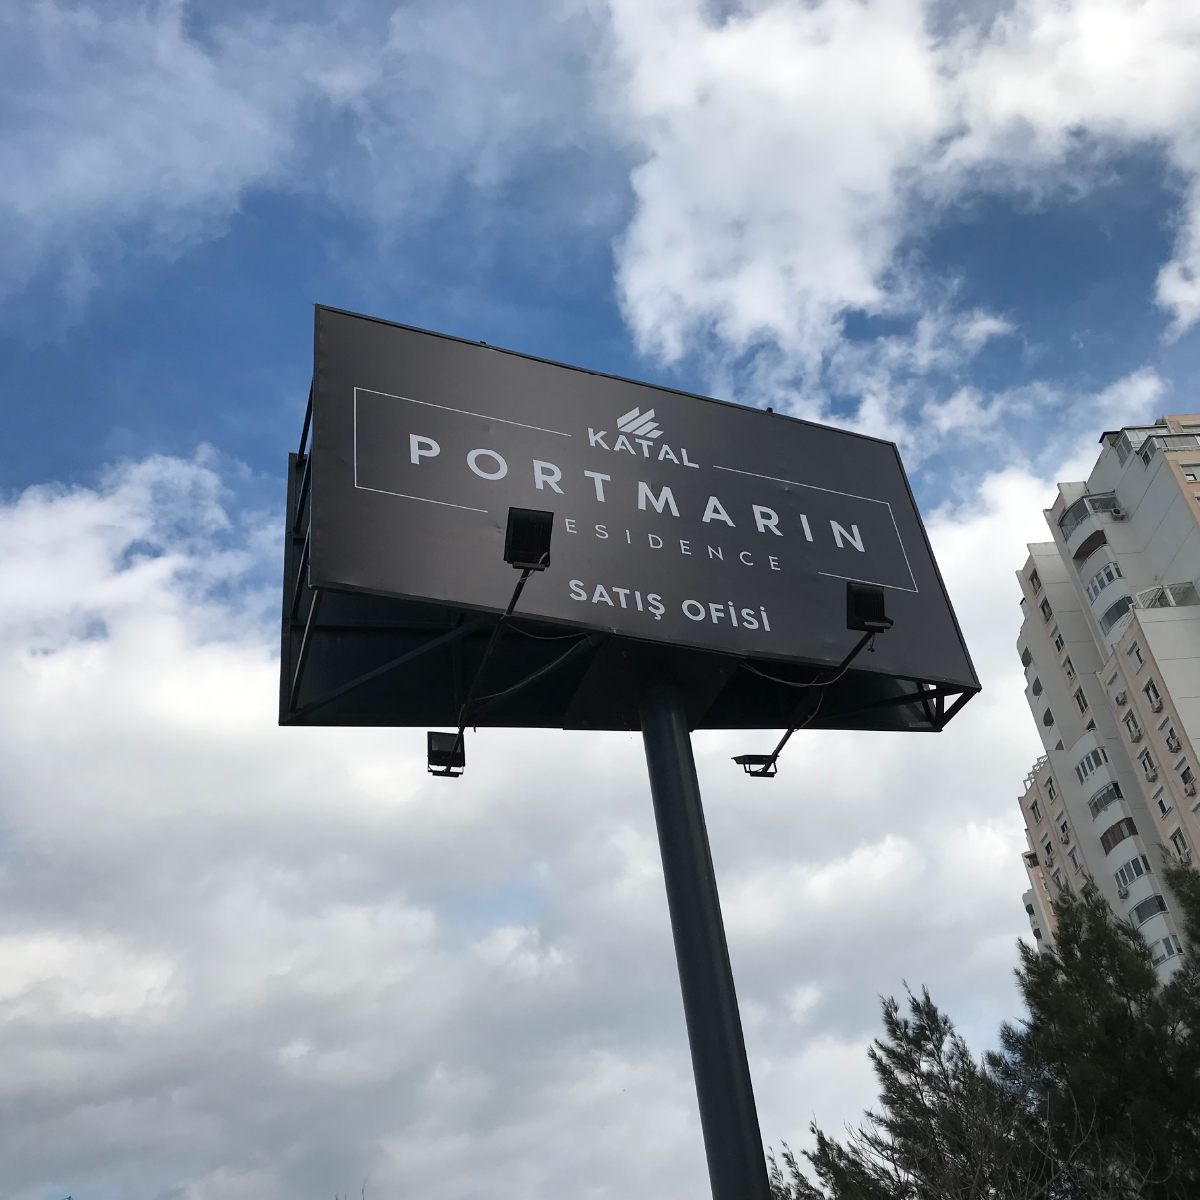 KATAL
PORTMARIN
ESIDENCE
SATIŞ OFİSİ